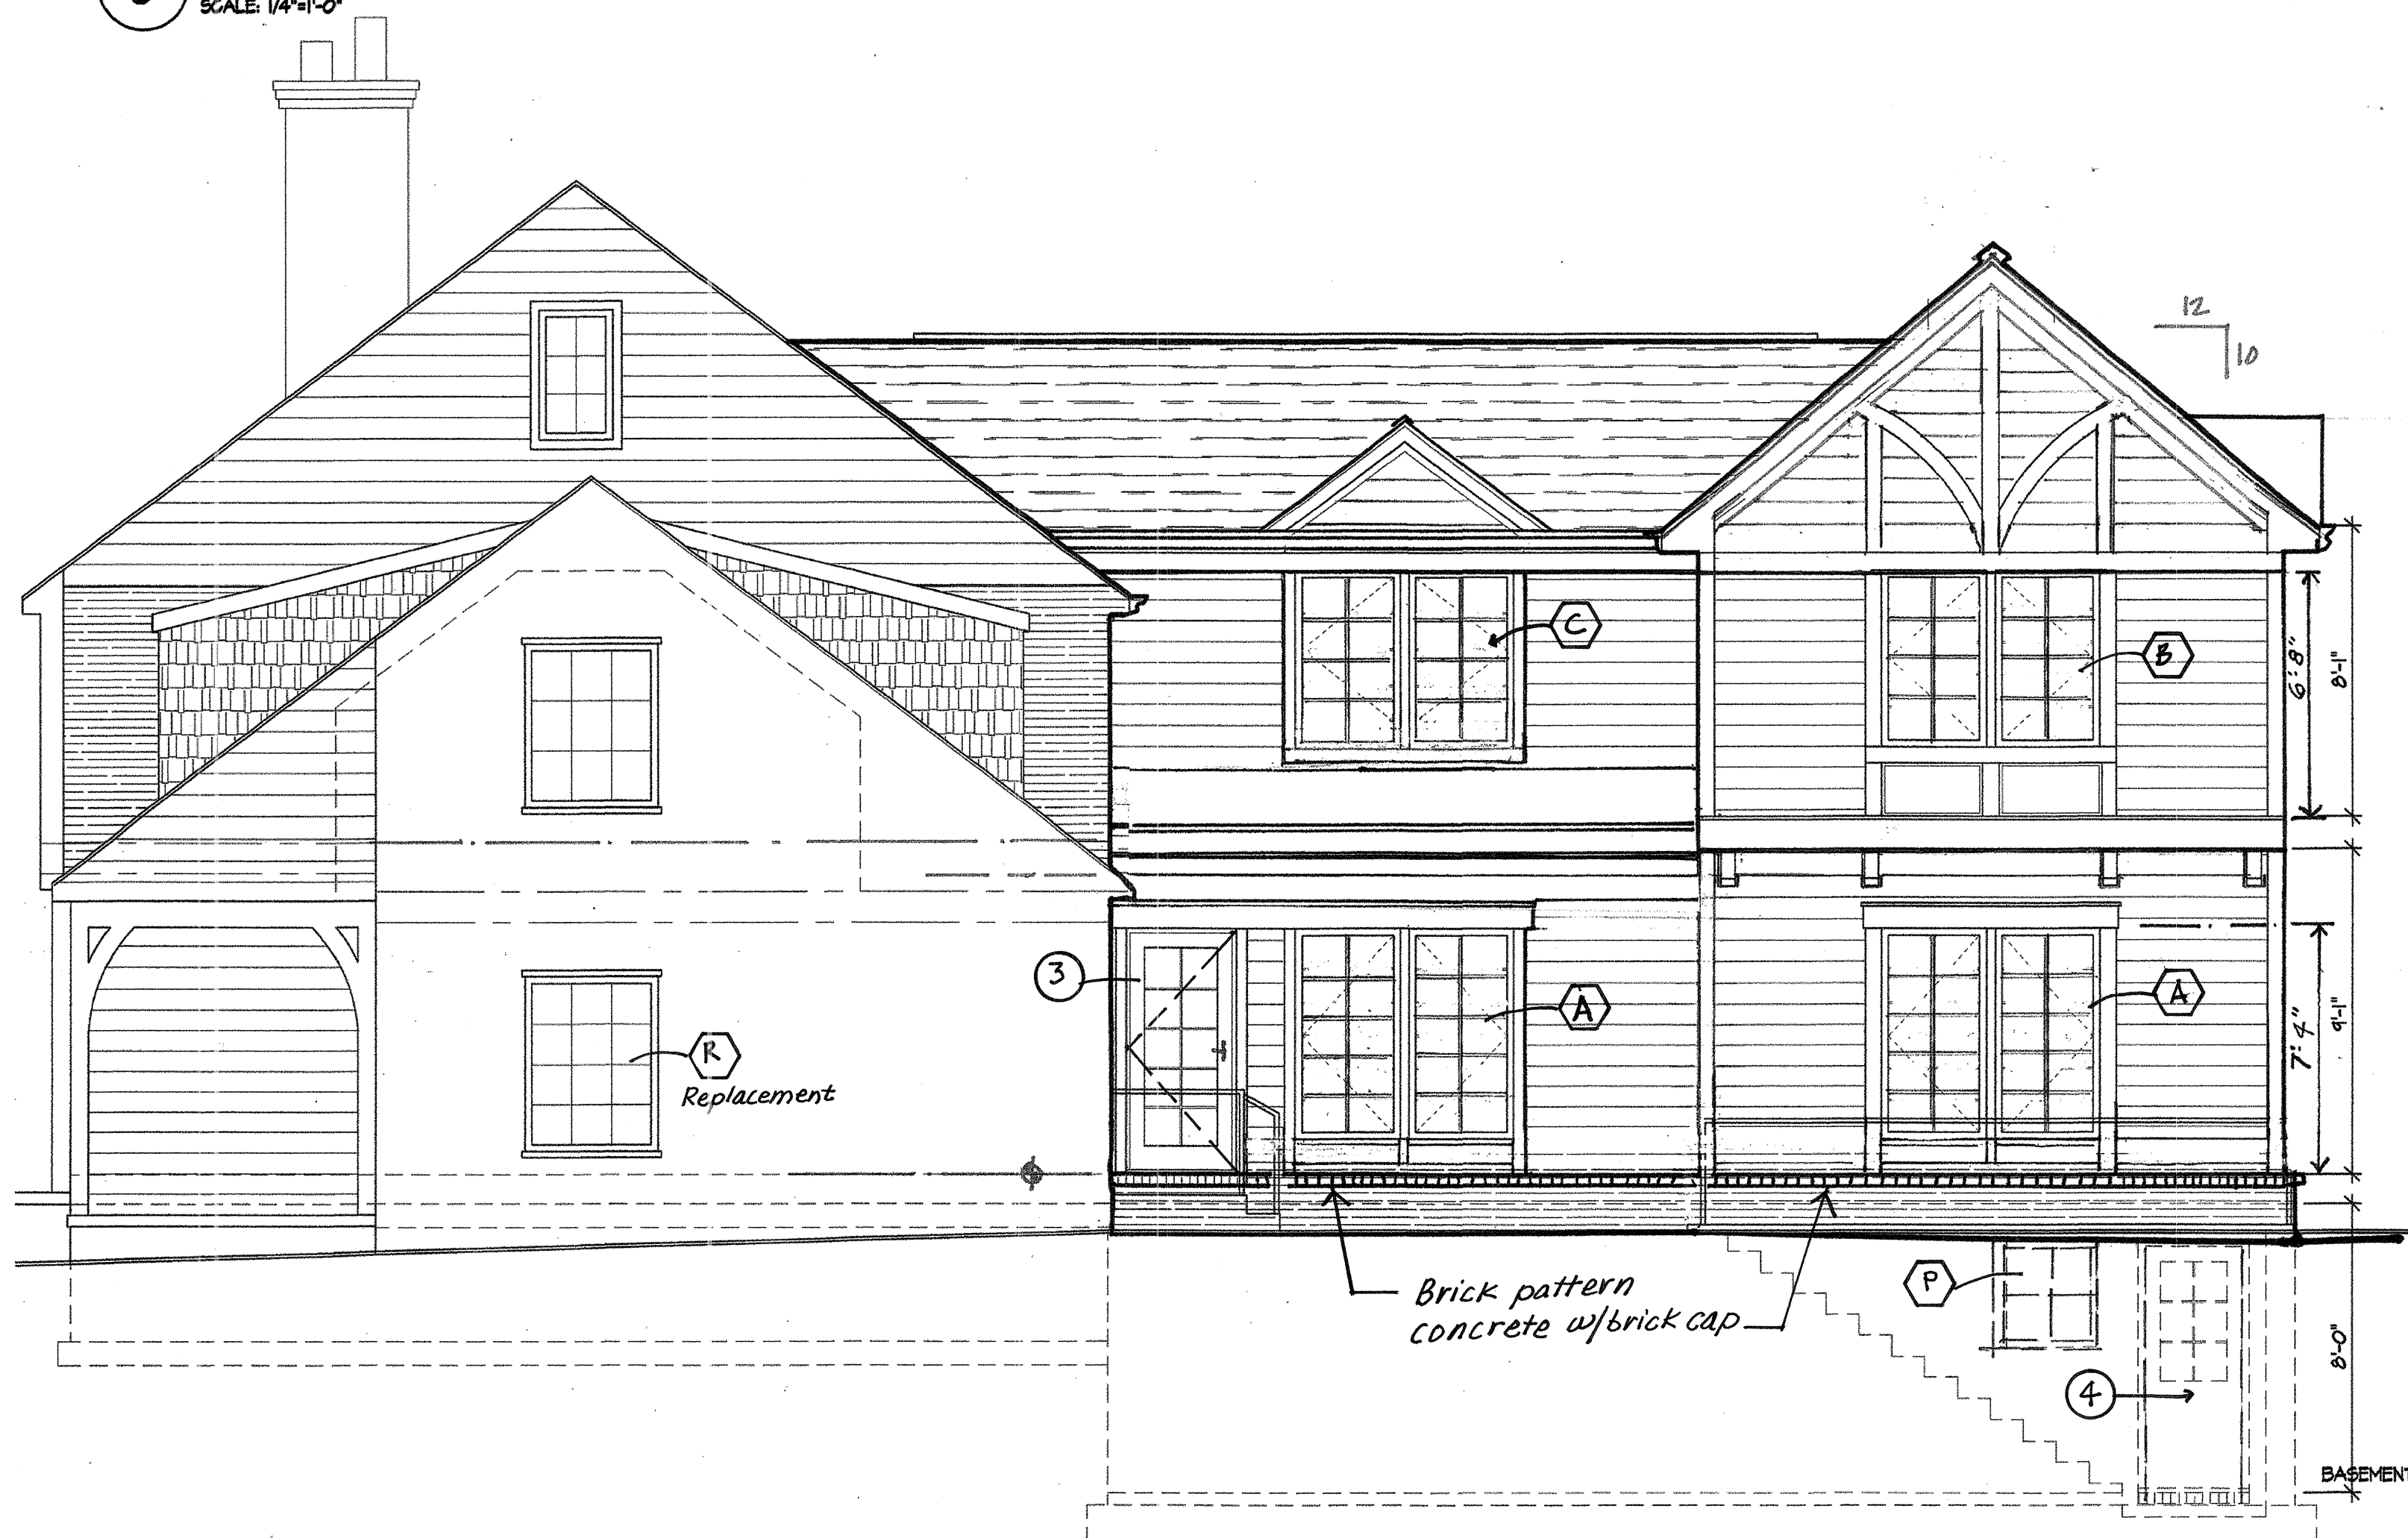 SCALE: 1/4"=1'-0"
12
10
C
B
6'-8"
8'-1"
3
A
A
7'-4"
9'-1"
R
Replacement
Brick pattern
concrete w/brick cap
P
4
8'-0"
BASEMENT